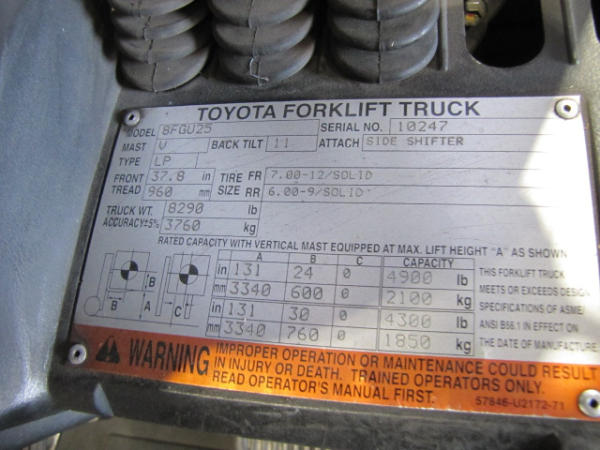 TOYOTA FORKLIFT TRUCK
MODEL 8FGU25 SERIAL NO. 10247
MAST V BACK TILT 11 ATTACH SIDE SHIFTER
TYPE LP
FRONT TREAD 37.8 in TIRE SIZE FR 7.00-12/SOLID
960 mm RR 6.00-9/SOLID
TRUCK WT. 8290 lb
ACCURACY±5% 3760 kg
RATED CAPACITY WITH VERTICAL MAST EQUIPPED AT MAX. LIFT HEIGHT "A" AS SHOWN
A B C CAPACITY
in 131 24 0 4900 lb THIS FORKLIFT TRUCK
mm 3340 600 0 2100 kg MEETS OR EXCEEDS DESIGN
in 131 30 0 4300 lb SPECIFICATIONS OF ASME/
mm 3340 760 0 1850 kg ANSI B56.1 IN EFFECT ON
THE DATE OF MANUFACTURE
B B A C
WARNING IMPROPER OPERATION OR MAINTENANCE COULD RESULT
IN INJURY OR DEATH. TRAINED OPERATORS ONLY.
READ OPERATOR'S MANUAL FIRST.
57846-U2172-71